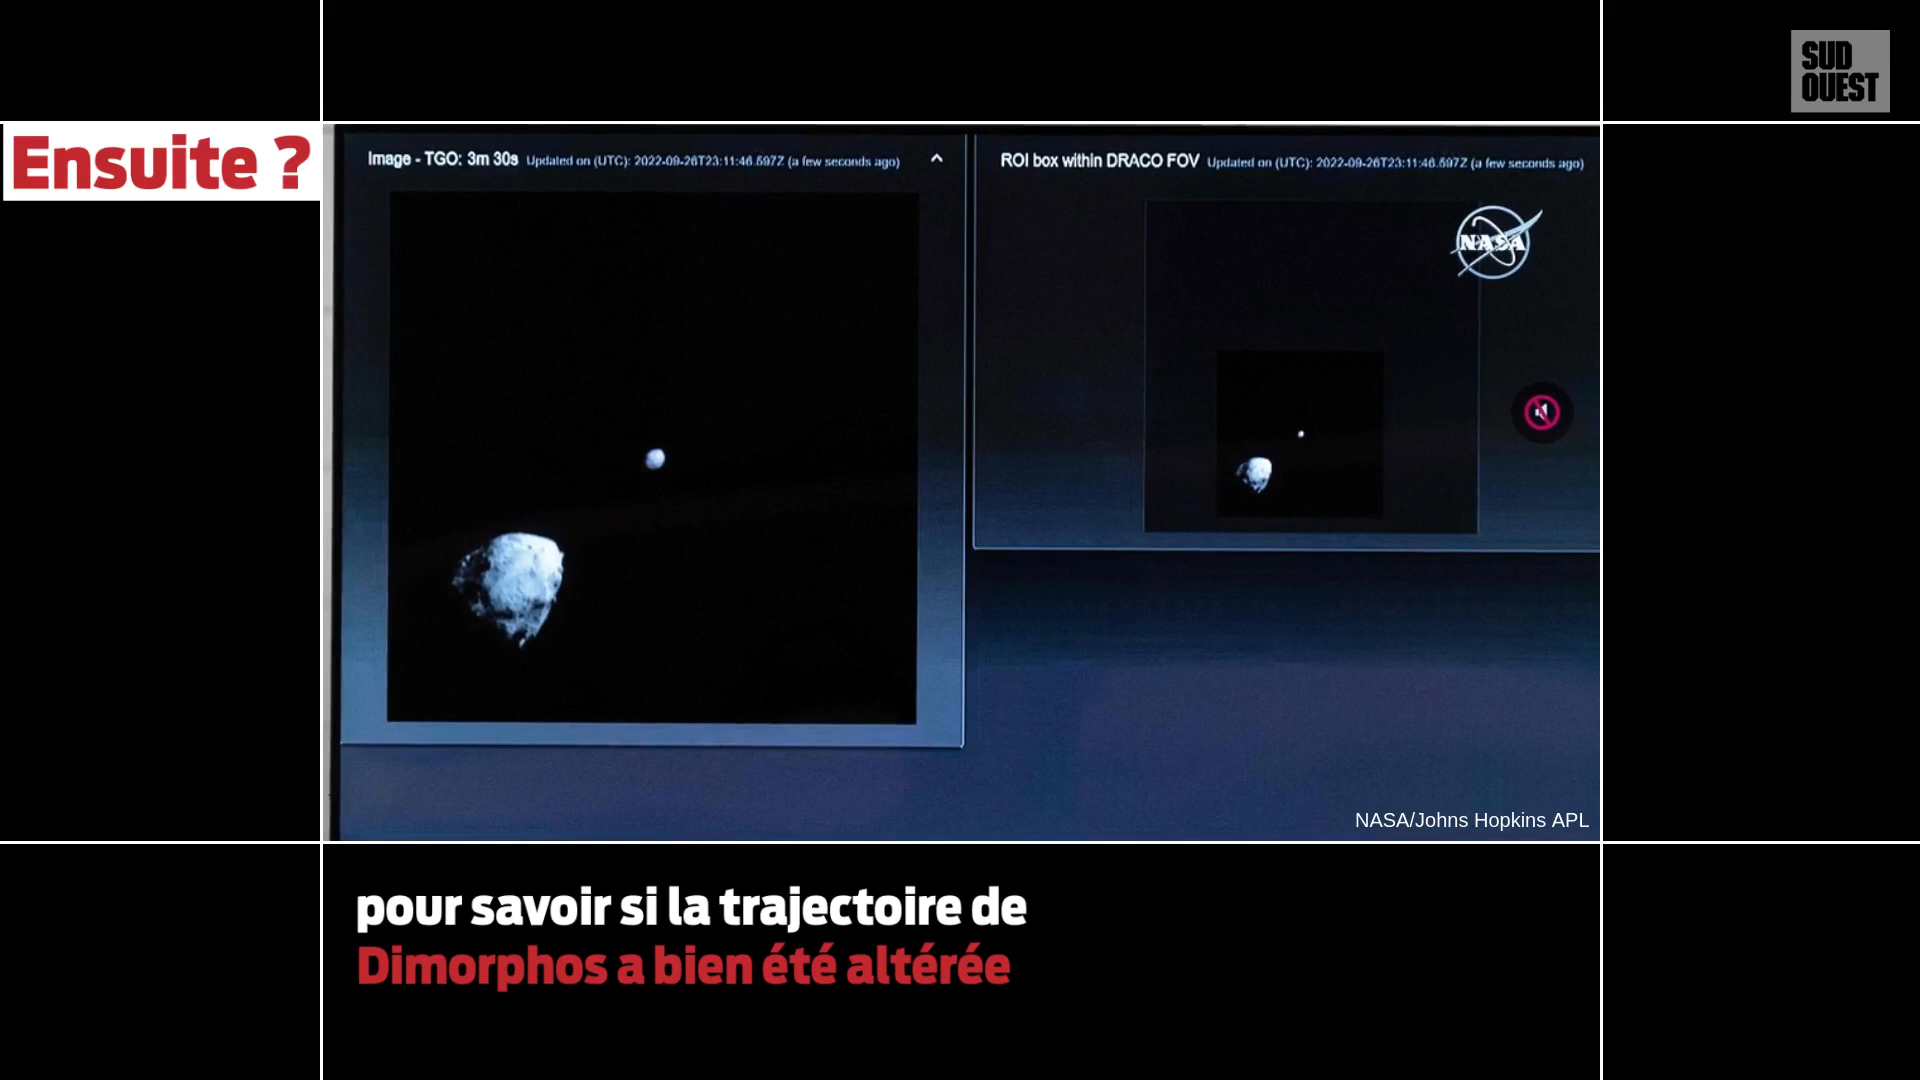 SUD
OUEST
Ensuite ?
Image - TGO: 3m 30s Updated on (UTC): 2022-09-26T23:11:46.597Z (a few seconds ago)
ROI box within DRACO FOV Updated on (UTC): 2022-09-26T23:11:46.597Z (a few seconds ago)
NASA
NASA/Johns Hopkins APL
pour savoir si la trajectoire de
Dimorphos a bien été altérée